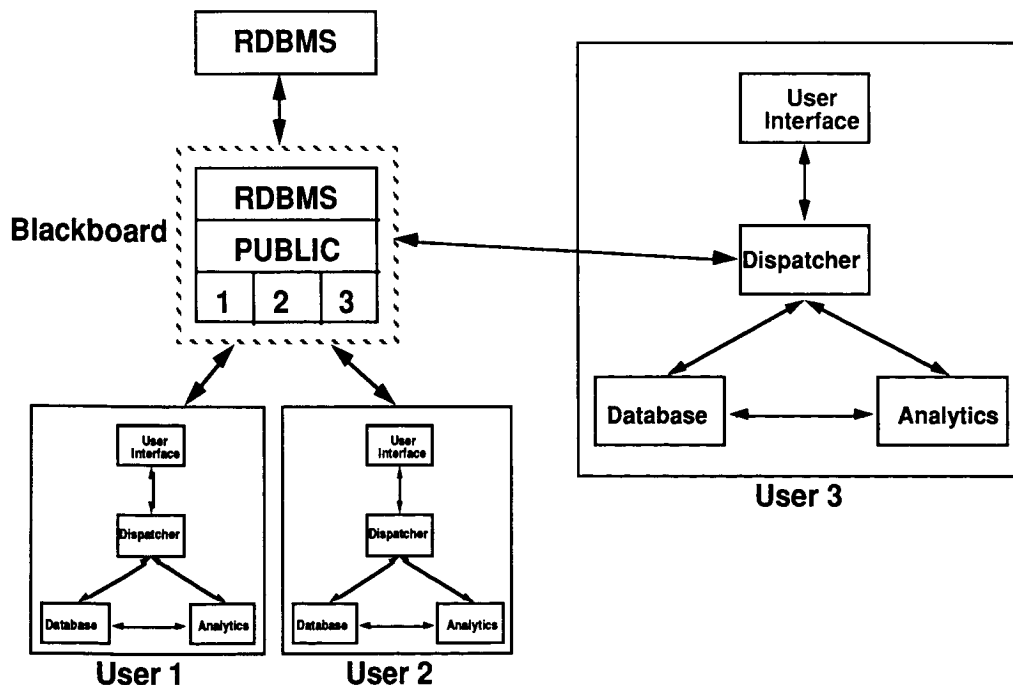 RDBMS
Blackboard
RDBMS
PUBLIC
1 2 3
User
Interface
Dispatcher
Database
Analytics
User 3
User
Interface
Dispatcher
Database
Analytics
User 1
User
Interface
Dispatcher
Database
Analytics
User 2